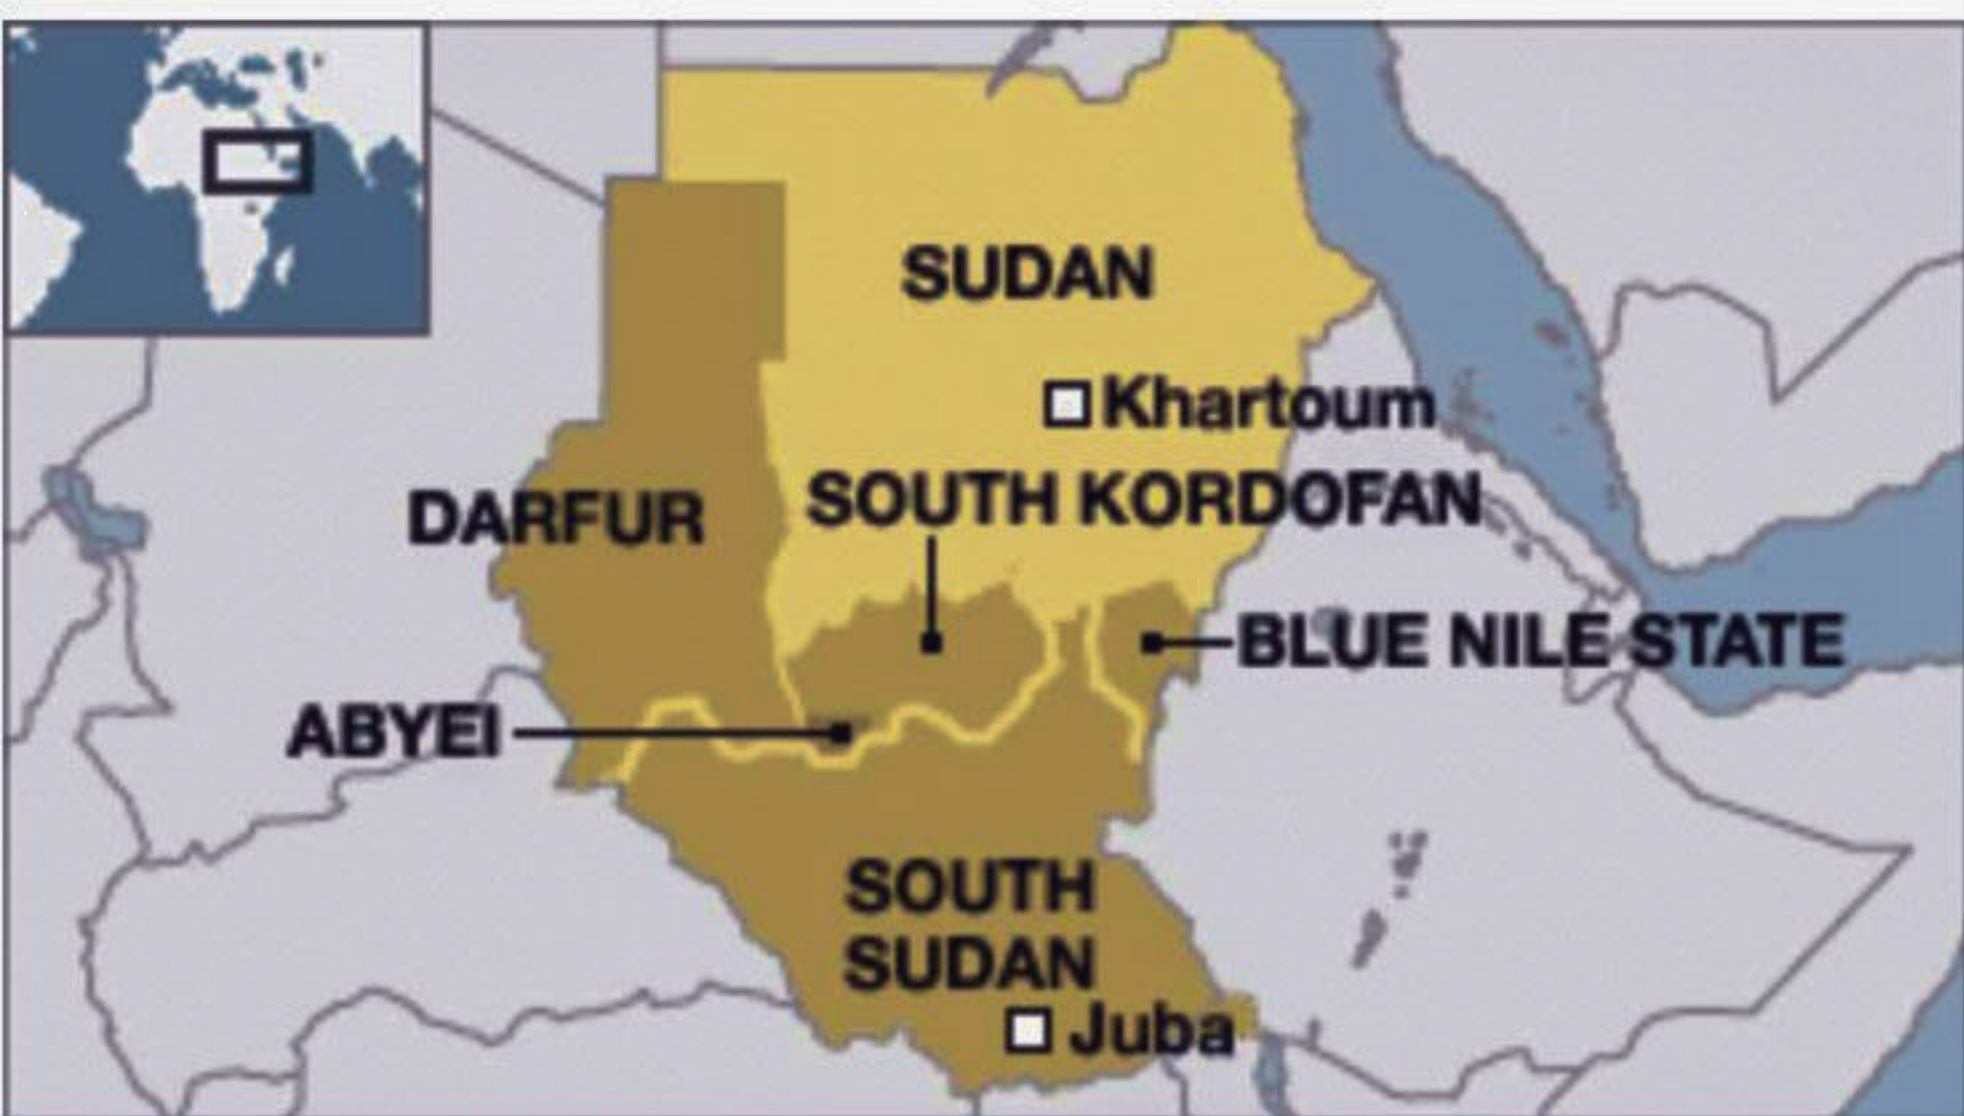 SUDAN
Khartoum
SOUTH KORDOFAN
DARFUR
BLUE NILE STATE
ABYEI
SOUTH
SUDAN
Juba